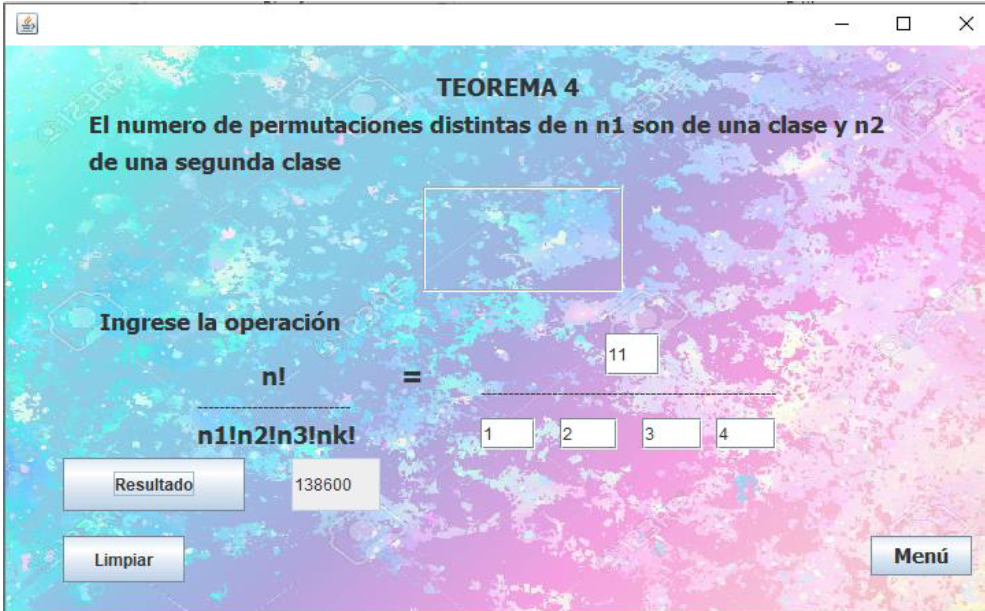 TEOREMA 4
El numero de permutaciones distintas de n n1 son de una clase y n2
de una segunda clase
Ingrese la operación
11
n! =
n1!n2!n3!nk!
1 2 3 4
Resultado 138600
Limpiar
Menú